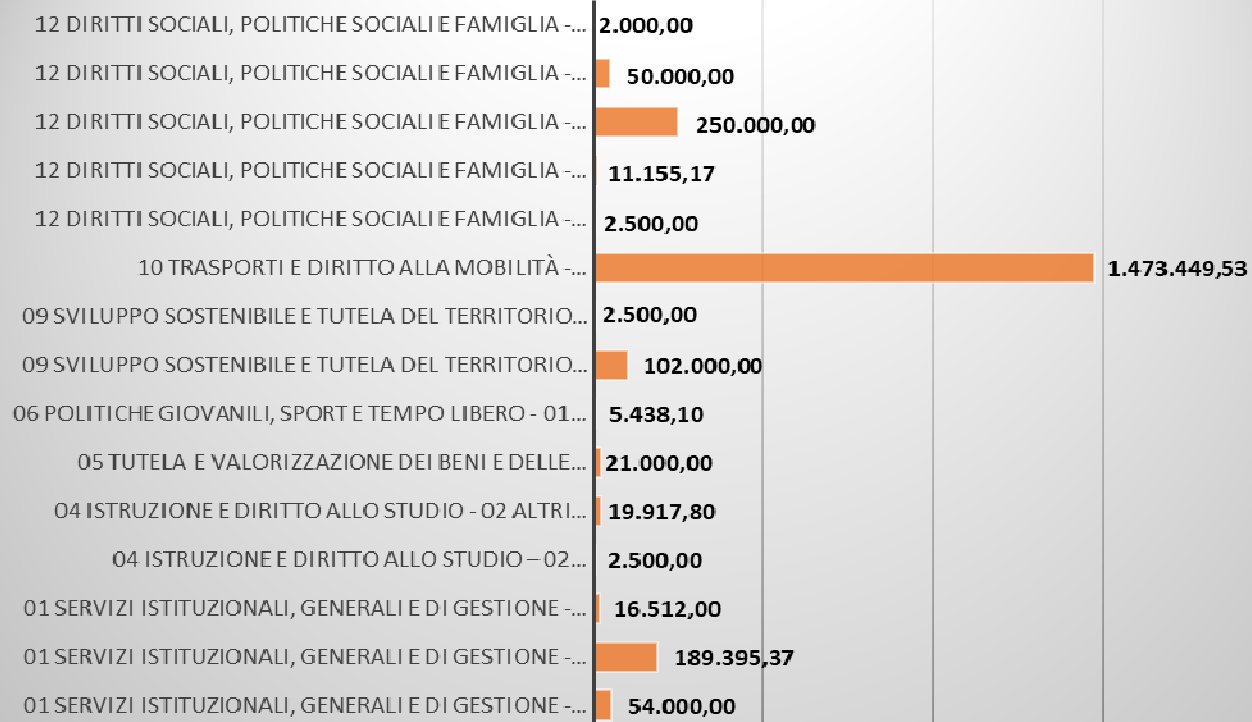 12 DIRITTI SOCIALI, POLITICHE SOCIALI E FAMIGLIA -... 2.000,00
12 DIRITTI SOCIALI, POLITICHE SOCIALI E FAMIGLIA -... 50.000,00
12 DIRITTI SOCIALI, POLITICHE SOCIALI E FAMIGLIA -... 250.000,00
12 DIRITTI SOCIALI, POLITICHE SOCIALI E FAMIGLIA -... 11.155,17
12 DIRITTI SOCIALI, POLITICHE SOCIALI E FAMIGLIA -... 2.500,00
10 TRASPORTI E DIRITTO ALLA MOBILITÀ -... 1.473.449,53
09 SVILUPPO SOSTENIBILE E TUTELA DEL TERRITORIO... 2.500,00
09 SVILUPPO SOSTENIBILE E TUTELA DEL TERRITORIO... 102.000,00
06 POLITICHE GIOVANILI, SPORT E TEMPO LIBERO - 01... 5.438,10
05 TUTELA E VALORIZZAZIONE DEI BENI E DELLE... 21.000,00
04 ISTRUZIONE E DIRITTO ALLO STUDIO - 02 ALTRI... 19.917,80
04 ISTRUZIONE E DIRITTO ALLO STUDIO – 02... 2.500,00
01 SERVIZI ISTITUZIONALI, GENERALI E DI GESTIONE -... 16.512,00
01 SERVIZI ISTITUZIONALI, GENERALI E DI GESTIONE -... 189.395,37
01 SERVIZI ISTITUZIONALI, GENERALI E DI GESTIONE -... 54.000,00